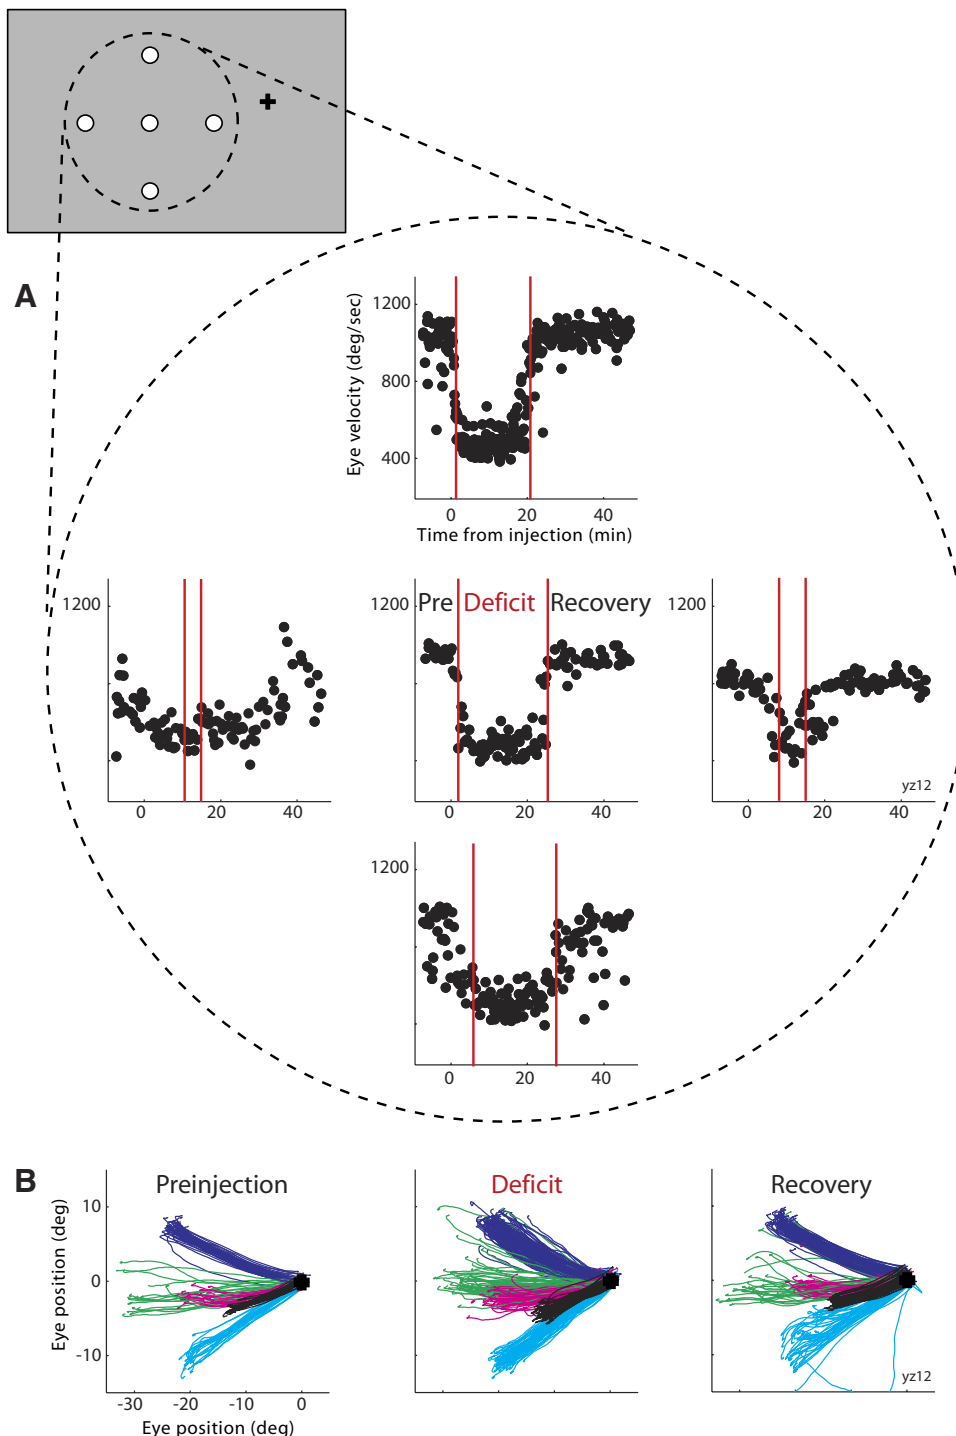 A
Eye velocity (deg/sec)
1200
800
400
0 20 40
Time from injection (min)
1200
0 20 40
1200
Pre Deficit Recovery
0 20 40
1200
yz12
0 20 40
1200
0 20 40
B
Preinjection
Deficit
Recovery
Eye position (deg)
10
0
-10
-30 -20 -10 0
Eye position (deg)
yz12